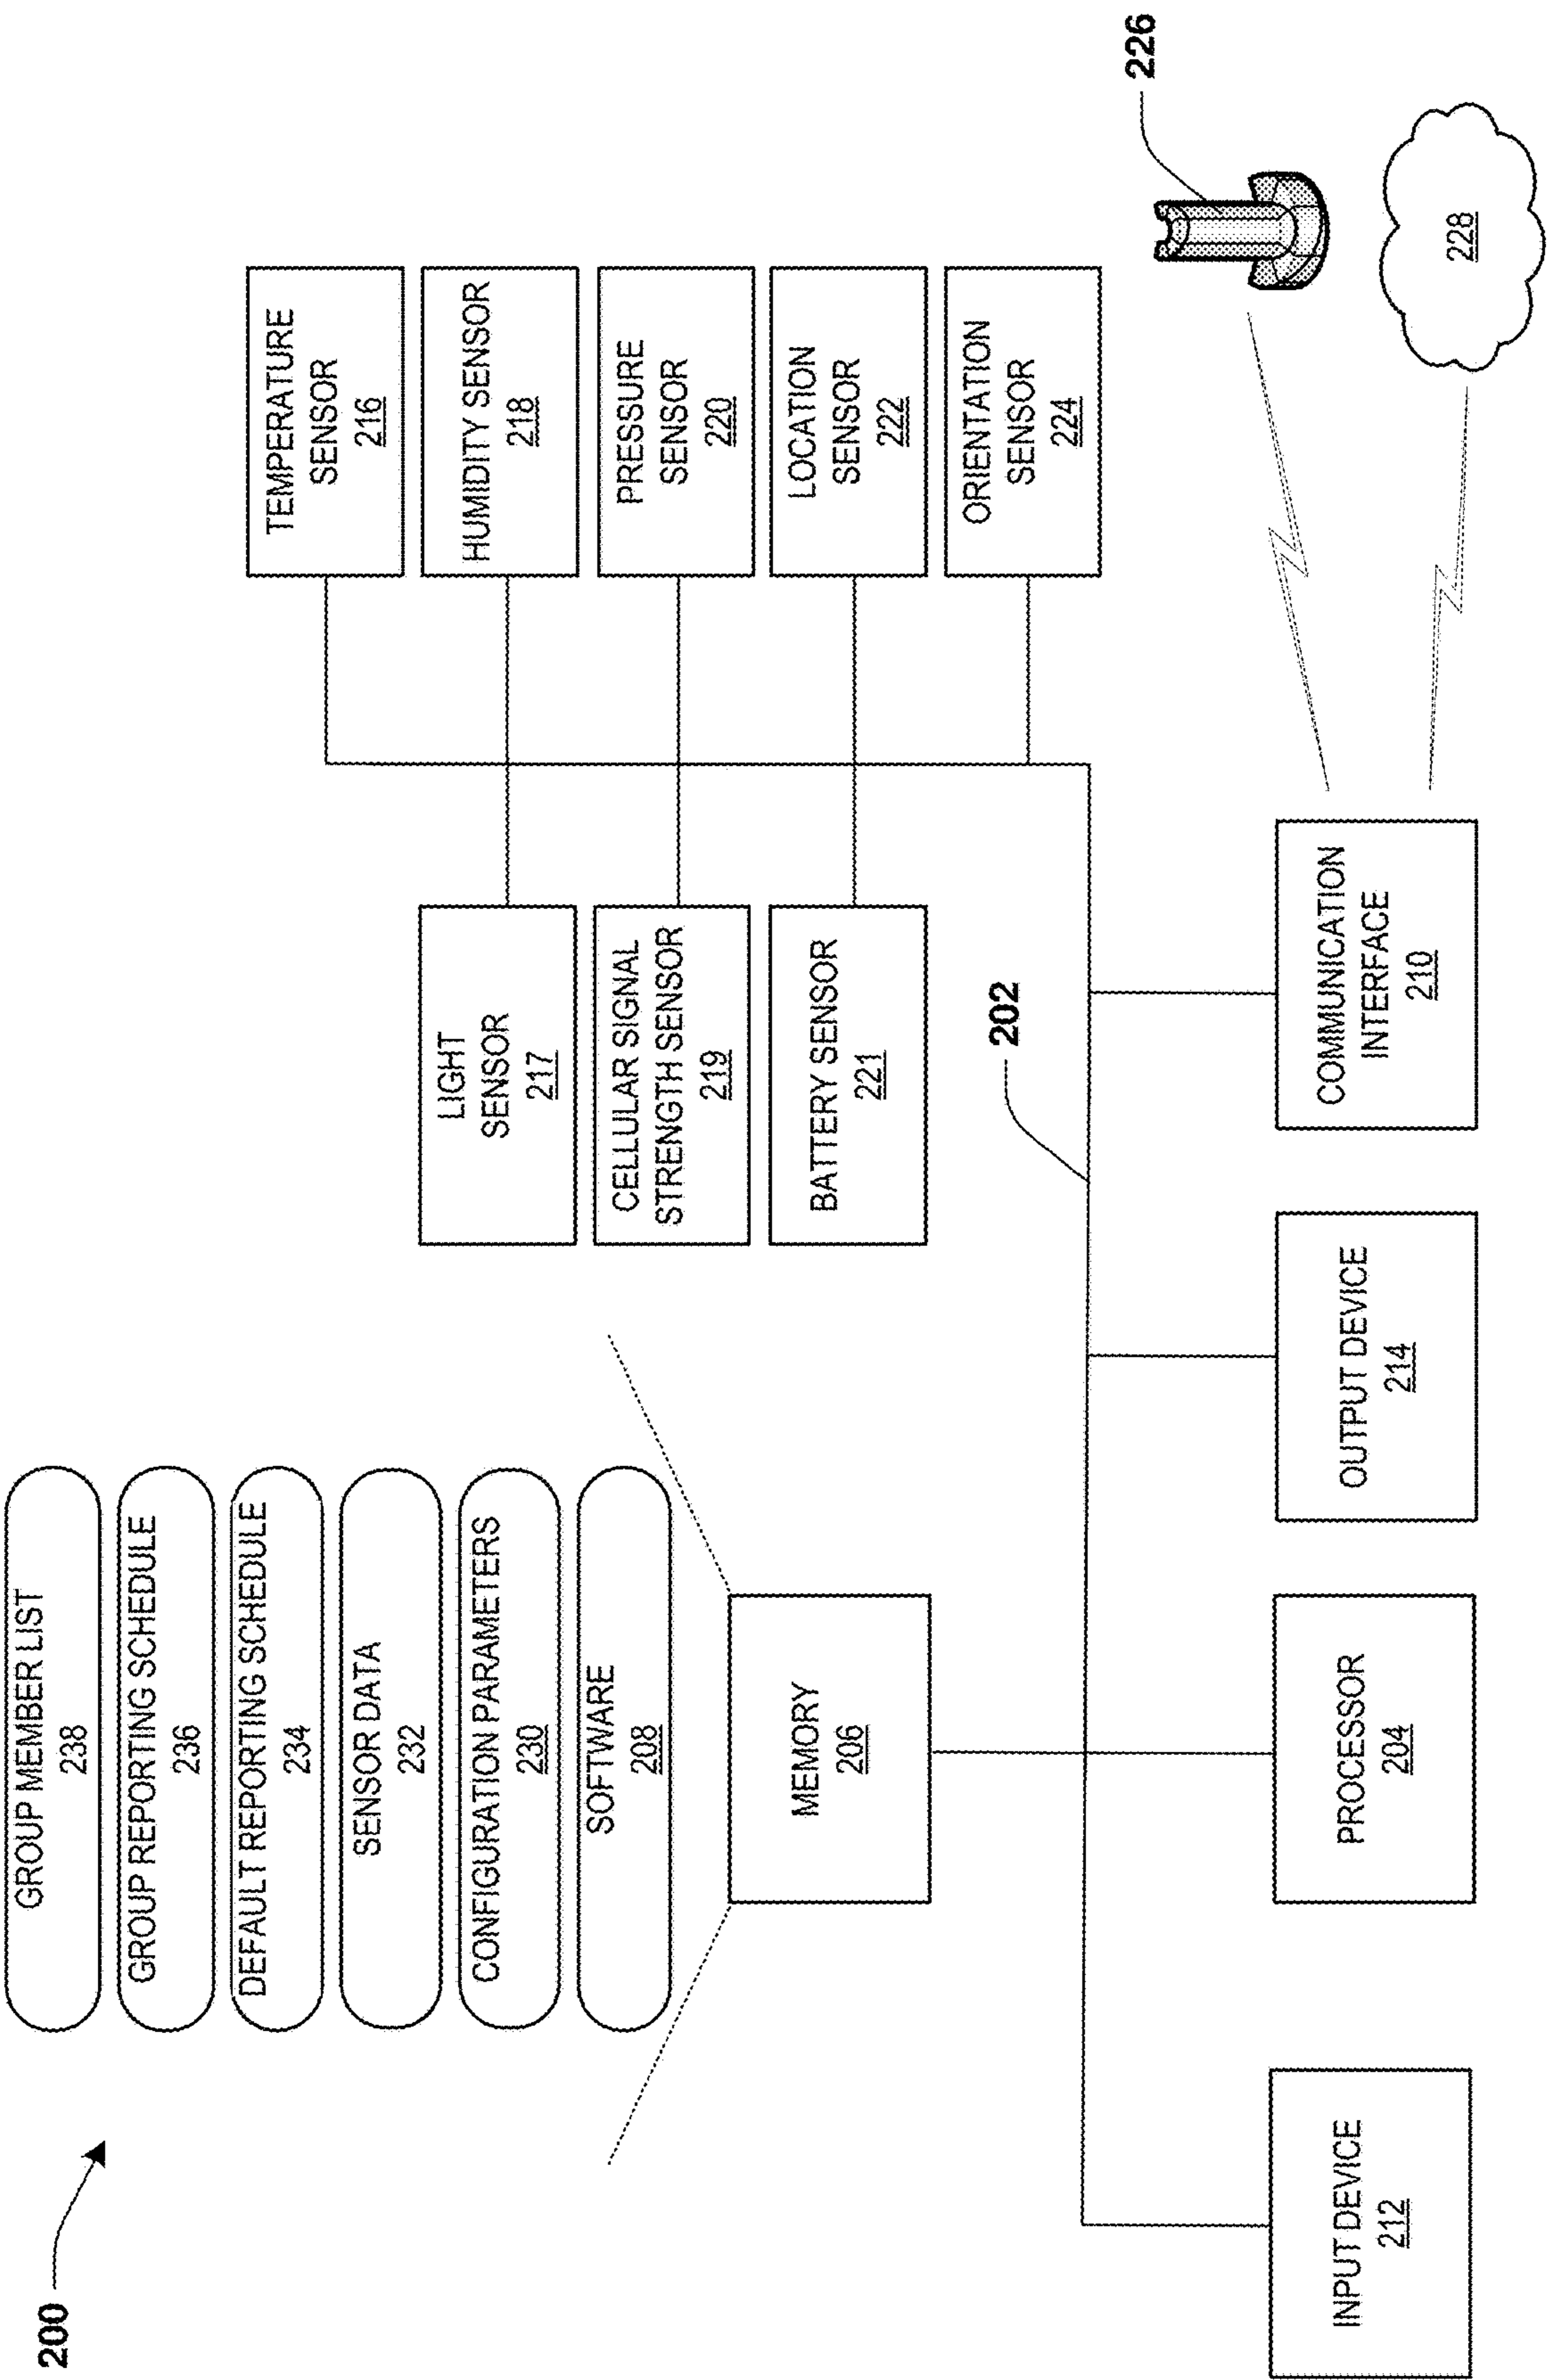 200
GROUP MEMBER LIST
238
GROUP REPORTING SCHEDULE
236
DEFAULT REPORTING SCHEDULE
234
SENSOR DATA
232
CONFIGURATION PARAMETERS
230
SOFTWARE
208
MEMORY
206
TEMPERATURE
SENSOR
216
HUMIDITY SENSOR
218
PRESSURE
SENSOR
220
LOCATION
SENSOR
222
ORIENTATION
SENSOR
224
LIGHT
SENSOR
217
CELLULAR SIGNAL
STRENGTH SENSOR
219
BATTERY SENSOR
221
202
226
228
INPUT DEVICE
212
PROCESSOR
204
OUTPUT DEVICE
214
COMMUNICATION
INTERFACE
210